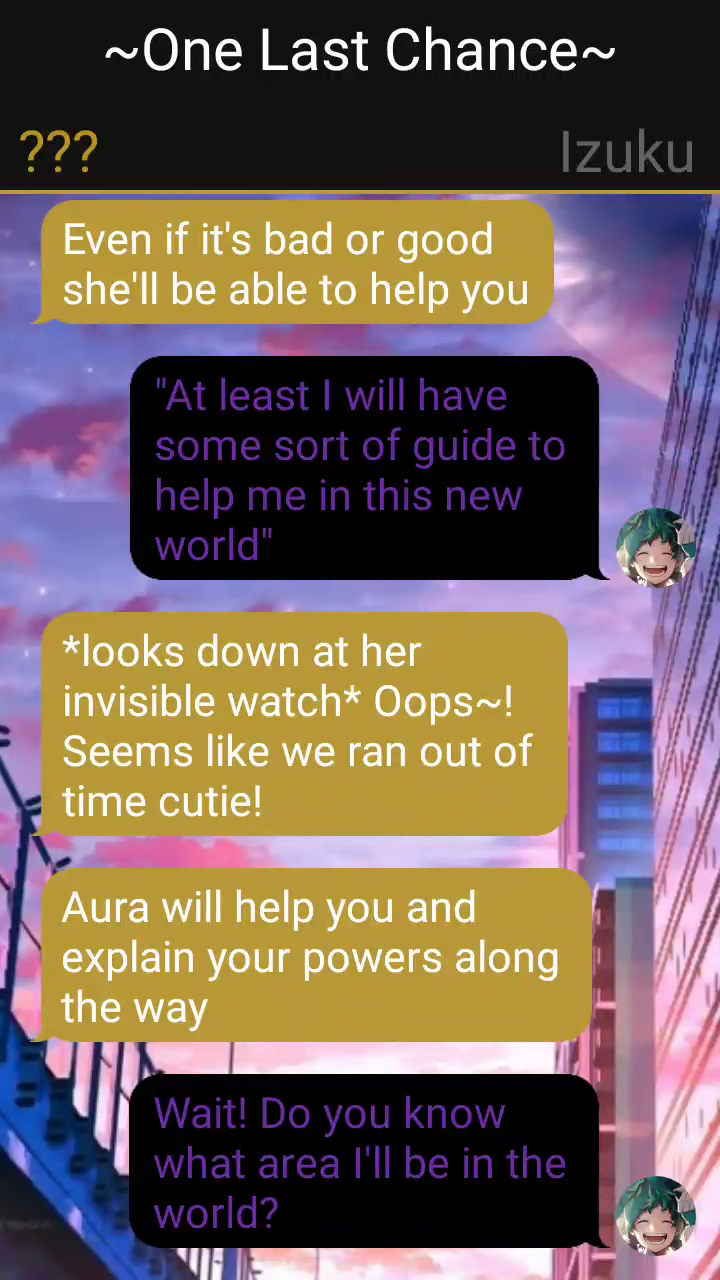 ~One Last Chance~
??? Izuku
Even if it's bad or good
she'll be able to help you
"At least I will have
some sort of guide to
help me in this new
world"
*looks down at her
invisible watch* Oops~!
Seems like we ran out of
time cutie!
Aura will help you and
explain your powers along
the way
Wait! Do you know
what area I'll be in the
world?